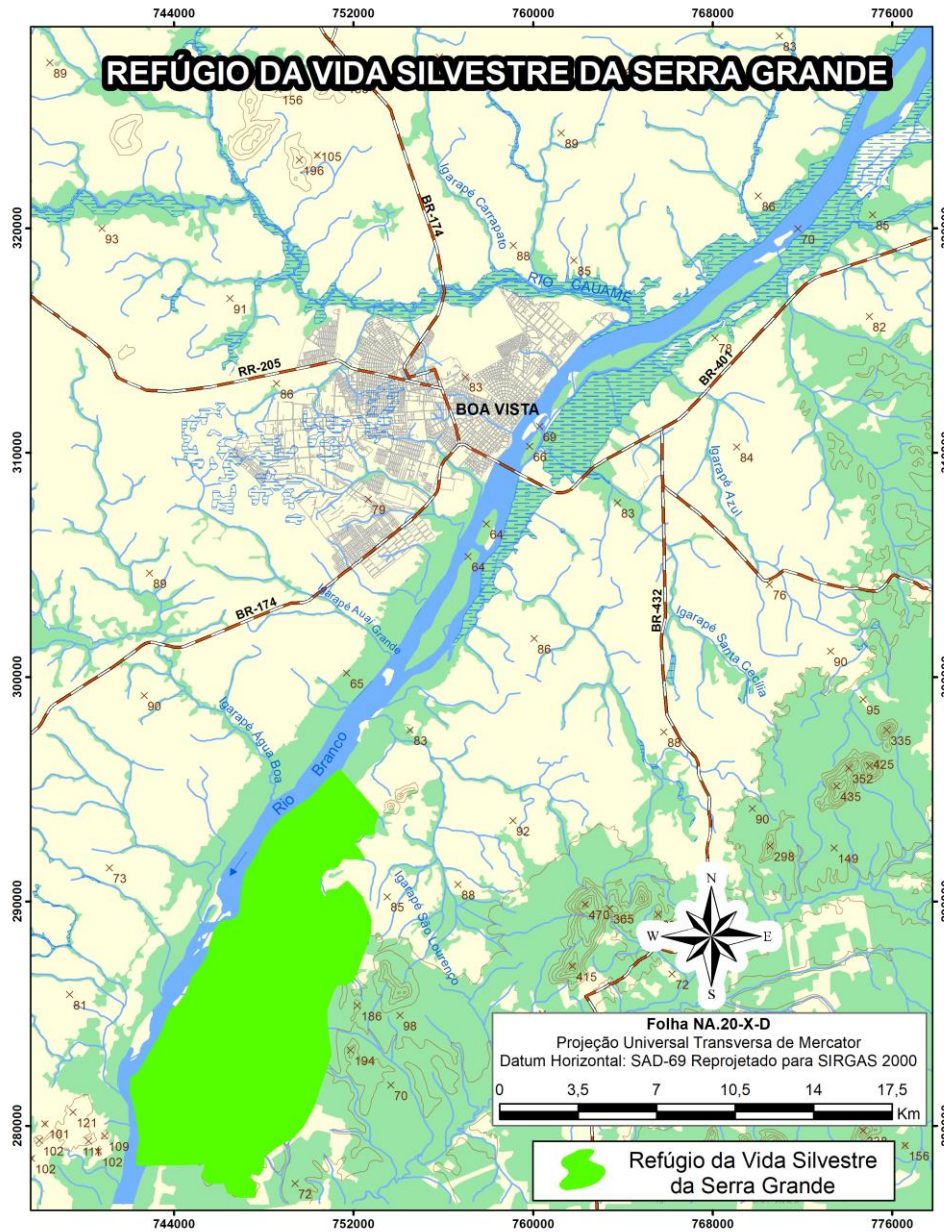 744000 752000 760000 768000 776000
REFÚGIO DA VIDA SILVESTRE DA SERRA GRANDE
83
89
156
89
105
196
Igarapé Carrapato
BR-174
86
85
320000
93
70
88
85
RIO CAUAMÉ
91
82
78
BR-401
RR-205
86
83
BOA VISTA
69
66
310000
84
Igarapé Azul
79
83
64
64
89
76
BR-174
Igarapé Auaí Grande
BR-432
Igarapé Santa Cecília
86
90
300000
65
90
95
Igarapé Água Boa
83
88
335
Rio Branco
425
352
435
90
92
298
149
73
88
290000
85
Igarapé São Lourenço
470
365
N
W E
S
415
72
81
186
98
194
70
Folha NA.20-X-D
Projeção Universal Transversa de Mercator
Datum Horizontal: SAD-69 Reprojetado para SIRGAS 2000
0 3,5 7 10,5 14 17,5
Km
280000
121
101
109
102
111
102
102
156
72
Refúgio da Vida Silvestre
da Serra Grande
744000 752000 760000 768000 776000